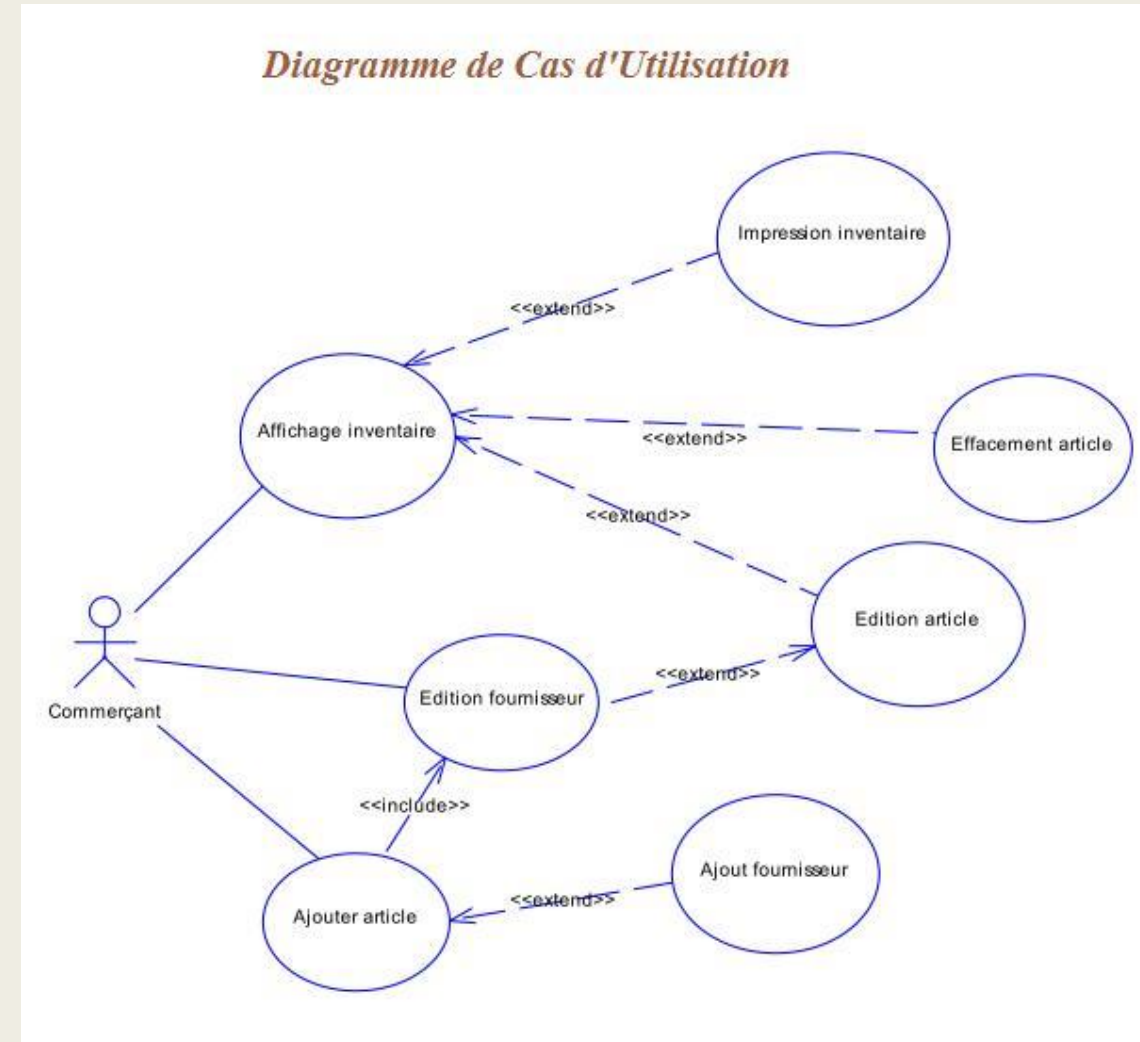 Diagramme de Cas d'Utilisation
Impression inventaire
<<extend>>
Affichage inventaire
<<extend>>
Effacement article
<<extend>>
Edition article
<<extend>>
Edition fournisseur
Commerçant
<<include>>
Ajout fournisseur
<<extend>>
Ajouter article